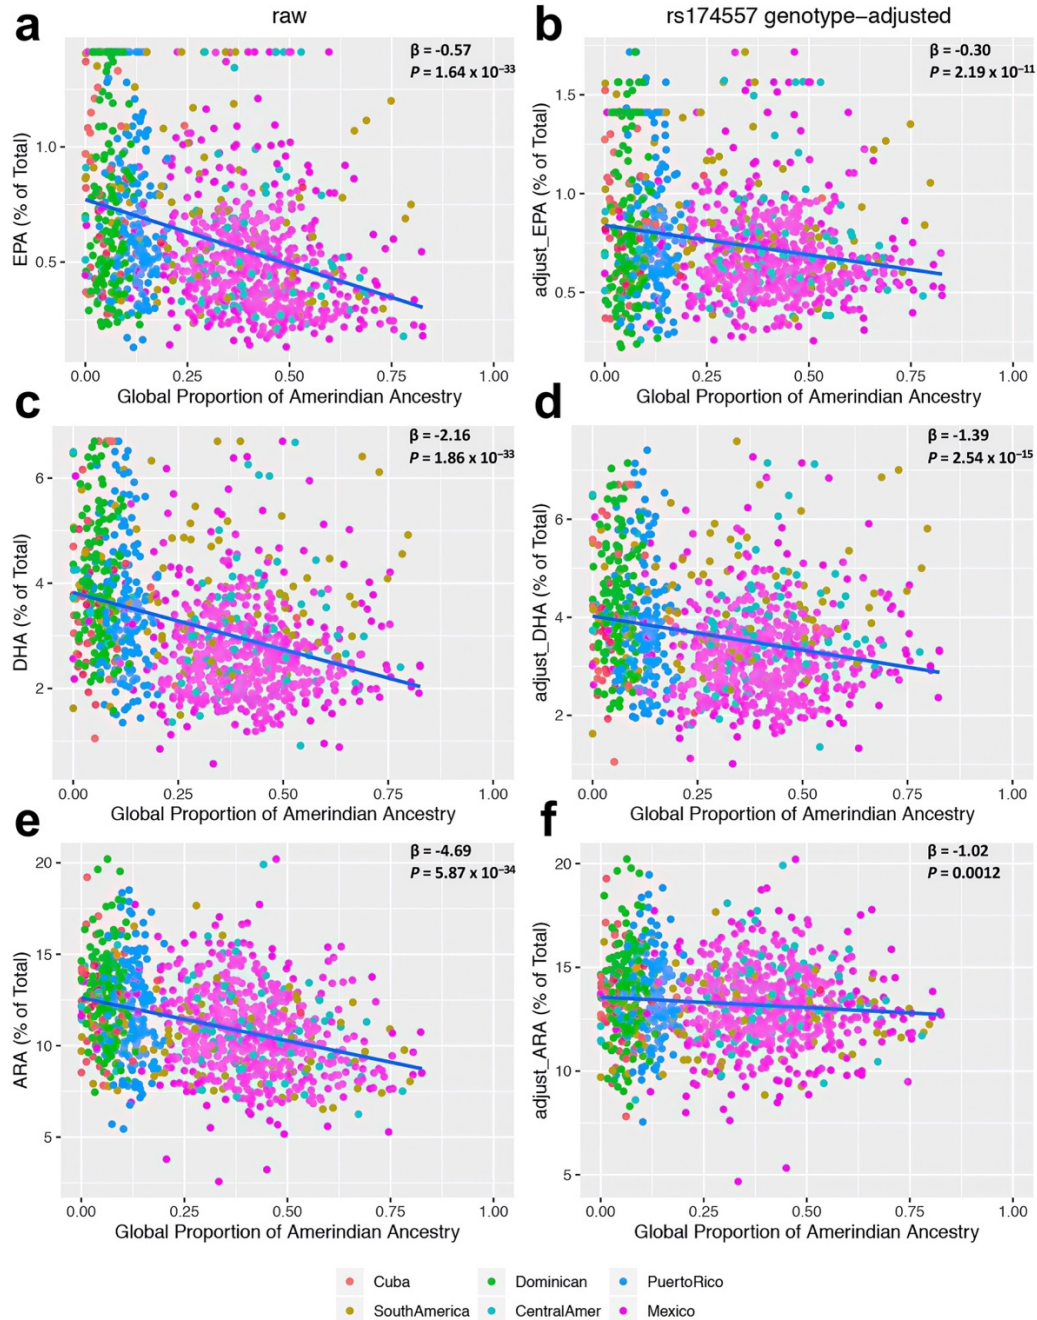 a
raw
b
rs174557 genotype−adjusted
β = -0.57
P = 1.64 x 10⁻³³
β = -0.30
P = 2.19 x 10⁻¹¹
EPA (% of Total)
1.0
0.5
adjust_EPA (% of Total)
1.5
1.0
0.5
0.00 0.25 0.50 0.75 1.00
Global Proportion of Amerindian Ancestry
0.00 0.25 0.50 0.75 1.00
Global Proportion of Amerindian Ancestry
c
d
β = -2.16
P = 1.86 x 10⁻³³
β = -1.39
P = 2.54 x 10⁻¹⁵
DHA (% of Total)
6
4
2
adjust_DHA (% of Total)
6
4
2
0.00 0.25 0.50 0.75 1.00
Global Proportion of Amerindian Ancestry
0.00 0.25 0.50 0.75 1.00
Global Proportion of Amerindian Ancestry
e
f
β = -4.69
P = 5.87 x 10⁻³⁴
β = -1.02
P = 0.0012
ARA (% of Total)
20
15
10
5
adjust_ARA (% of Total)
20
15
10
5
0.00 0.25 0.50 0.75 1.00
Global Proportion of Amerindian Ancestry
0.00 0.25 0.50 0.75 1.00
Global Proportion of Amerindian Ancestry
Cuba Dominican PuertoRico
SouthAmerica CentralAmer Mexico